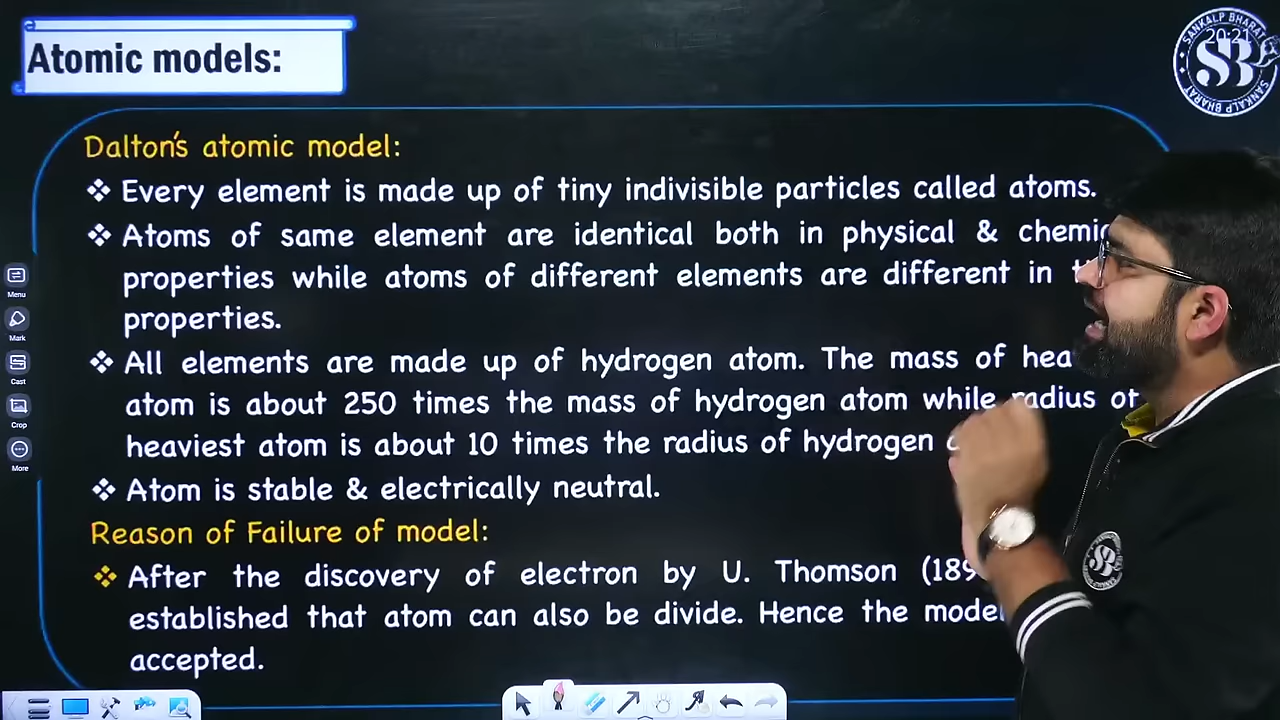 Atomic models:
SANKALP BHARAT
20:21
SB
SANKALP BHARAT
Dalton's atomic model:
❖ Every element is made up of tiny indivisible particles called atoms.
❖ Atoms of same element are identical both in physical &
properties while atoms of different elements are different in
properties.
❖ All elements are made up of hydrogen atom. The mass of
atom is about 250 times the mass of hydrogen atom while radius of
heaviest atom is about 10 times the radius of hydrogen
❖ Atom is stable & electrically neutral.
Reason of Failure of model:
❖ After the discovery of electron by U. Thomson
established that atom can also be divide. Hence the model
accepted.
Menu
Mark
Cast
Crop
More
SB